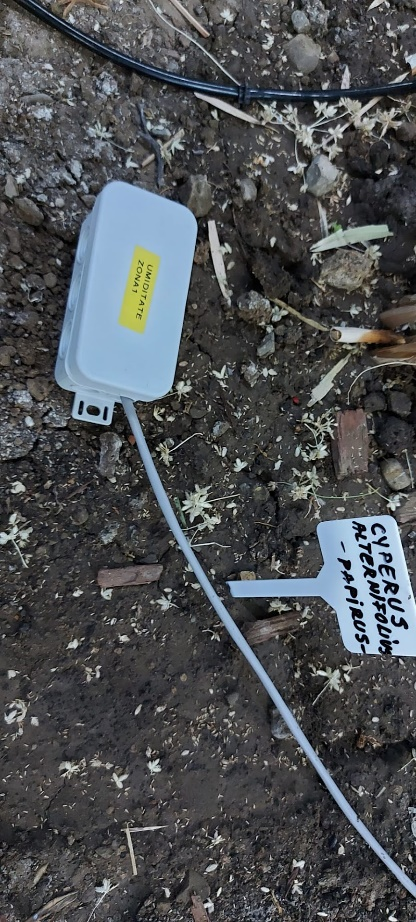 UMIDITATE
ZONA1
CYPERUS
ALTERNIFOLIUS
- PAPIRUS-